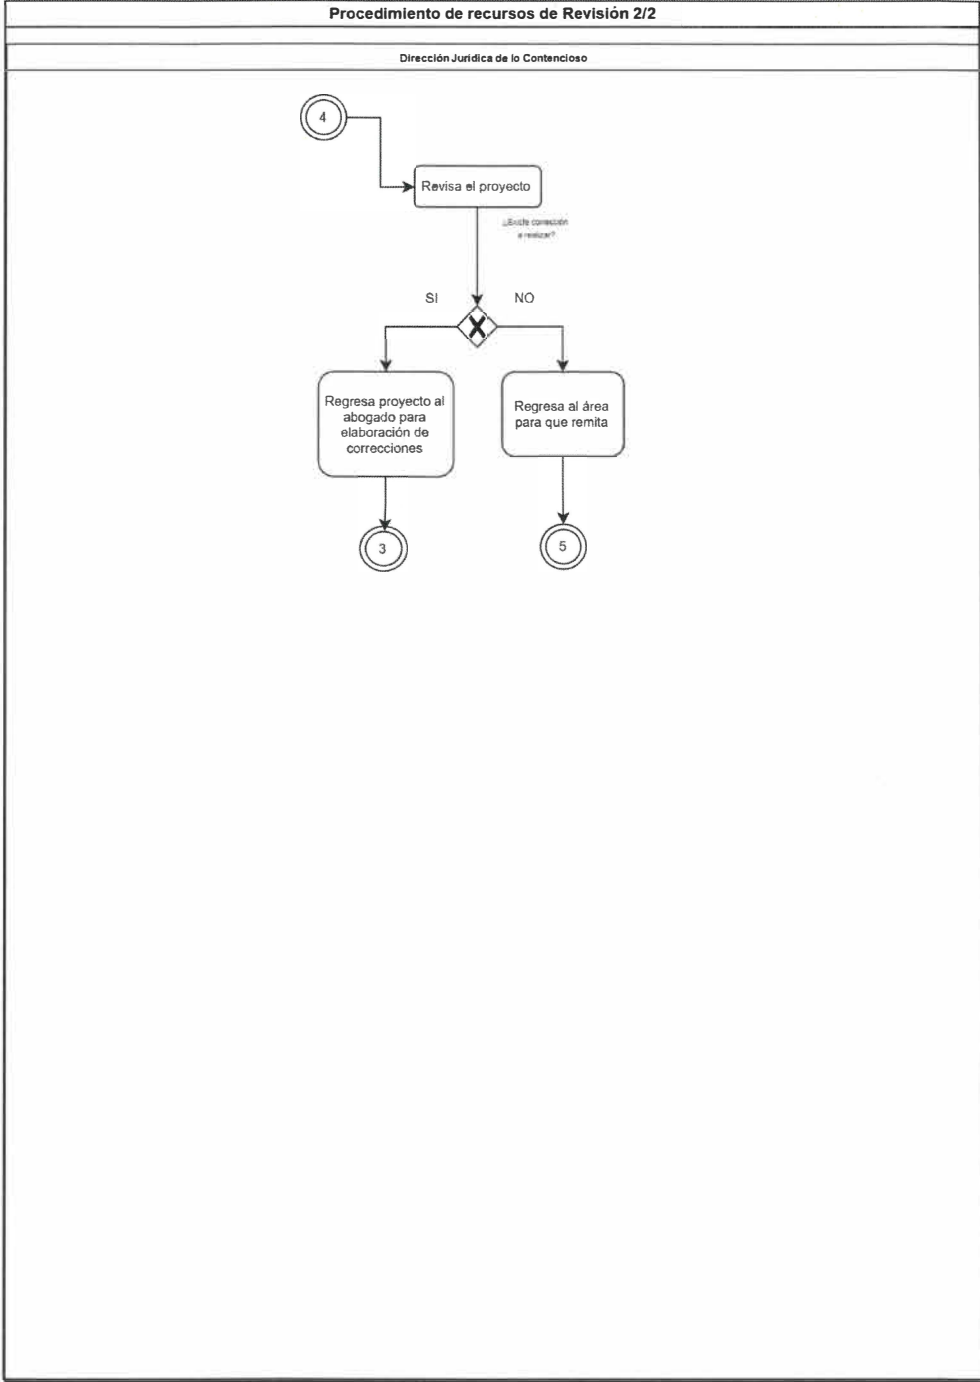 Procedimiento de recursos de Revisión 2/2
Dirección Juridica de lo Contencioso
4
Revisa el proyecto
¿Existe corrección
a realizar?
SI
NO
Regresa proyecto al
abogado para
elaboración de
correcciones
Regresa al área
para que remita
3
5